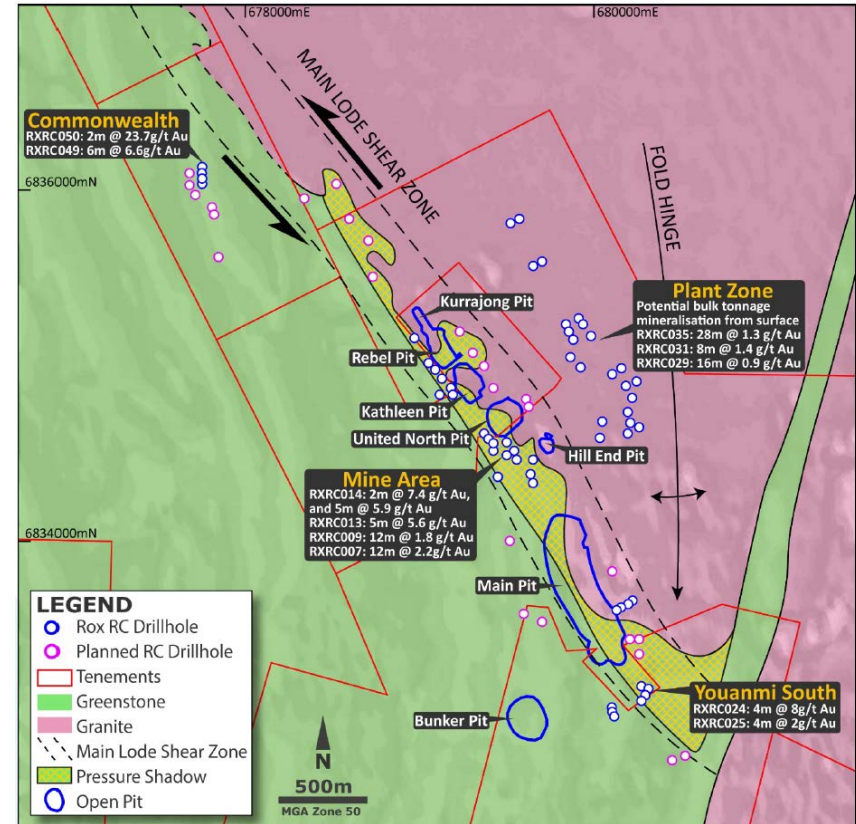 678000mE
680000mE
6836000mN
6834000mN
MAIN LODE SHEAR ZONE
FOLD HINGE
Commonwealth
RXRC050: 2m @ 23.7g/t Au
RXRC049: 6m @ 6.6g/t Au
Plant Zone
Potential bulk tonnage
mineralisation from surface
RXRC035: 28m @ 1.3 g/t Au
RXRC031: 8m @ 1.4 g/t Au
RXRC029: 16m @ 0.9 g/t Au
Kurrajong Pit
Rebel Pit
Kathleen Pit
United North Pit
Hill End Pit
Mine Area
RXRC014: 2m @ 7.4 g/t Au,
and 5m @ 5.9 g/t Au
RXRC013: 5m @ 5.6 g/t Au
RXRC009: 12m @ 1.8 g/t Au
RXRC007: 12m @ 2.2g/t Au
Main Pit
Youanmi South
RXRC024: 4m @ 8g/t Au
RXRC025: 4m @ 2g/t Au
Bunker Pit
LEGEND
Rox RC Drillhole
Planned RC Drillhole
Tenements
Greenstone
Granite
Main Lode Shear Zone
Pressure Shadow
Open Pit
N
500m
MGA Zone 50